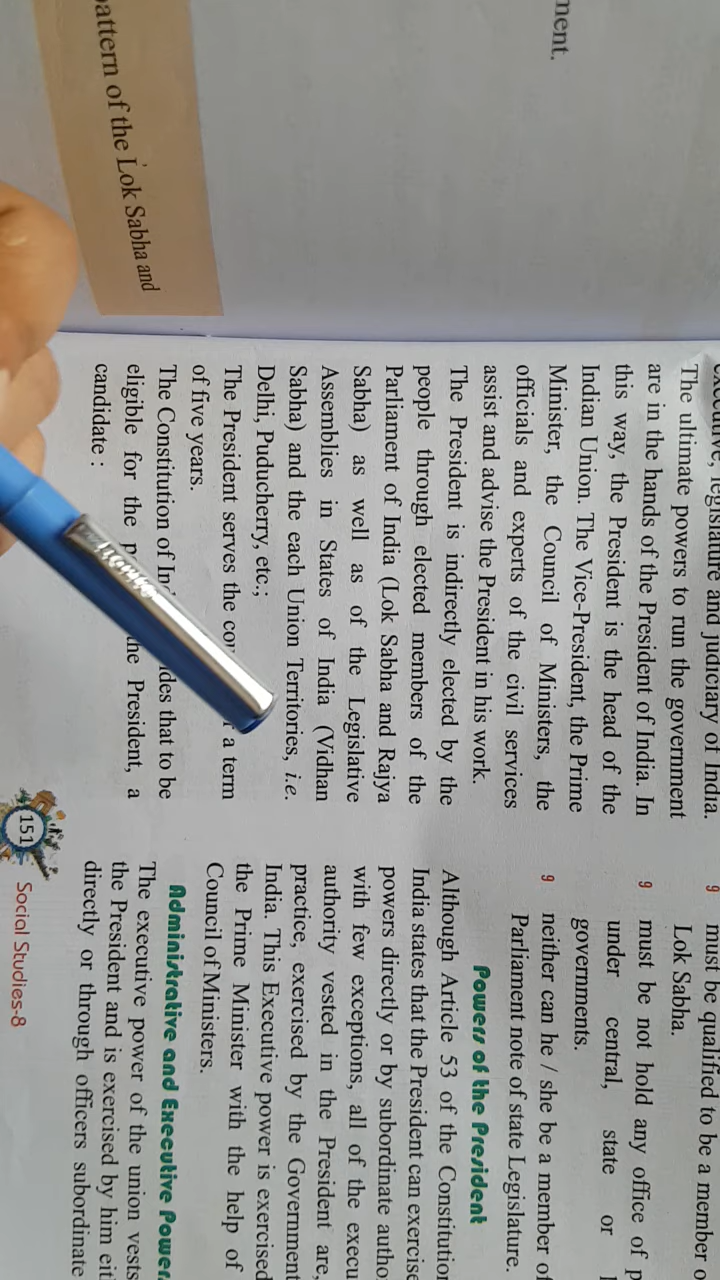 ment.
pattern of the Lok Sabha and
executive, legislature and judiciary of India.
The ultimate powers to run the government
are in the hands of the President of India. In
this way, the President is the head of the
Indian Union. The Vice-President, the Prime
Minister, the Council of Ministers, the
officials and experts of the civil services
assist and advise the President in his work.
The President is indirectly elected by the
people through elected members of the
Parliament of India (Lok Sabha and Rajya
Sabha) as well as of the Legislative
Assemblies in States of India (Vidhan
Sabha) and the each Union Territories, i.e.
Delhi, Puducherry, etc.;
The President serves the a term
of five years.
The Constitution of that to be
eligible for the the President, a
candidate :
must be qualified to be a member
Lok Sabha.
must be not hold any office of
under central, state or
governments.
neither can he / she be a member
Parliament note of state Legislature.
Powers of the President
Although Article 53 of the Constitution
India states that the President can exercise
powers directly or by subordinate
with few exceptions, all of the
authority vested in the President are,
practice, exercised by the Government
India. This Executive power is exercised
the Prime Minister with the help of
Council of Ministers.
Administrative and Executive Power
The executive power of the union vests
the President and is exercised by him
directly or through officers subordinate
151
Social Studies-8